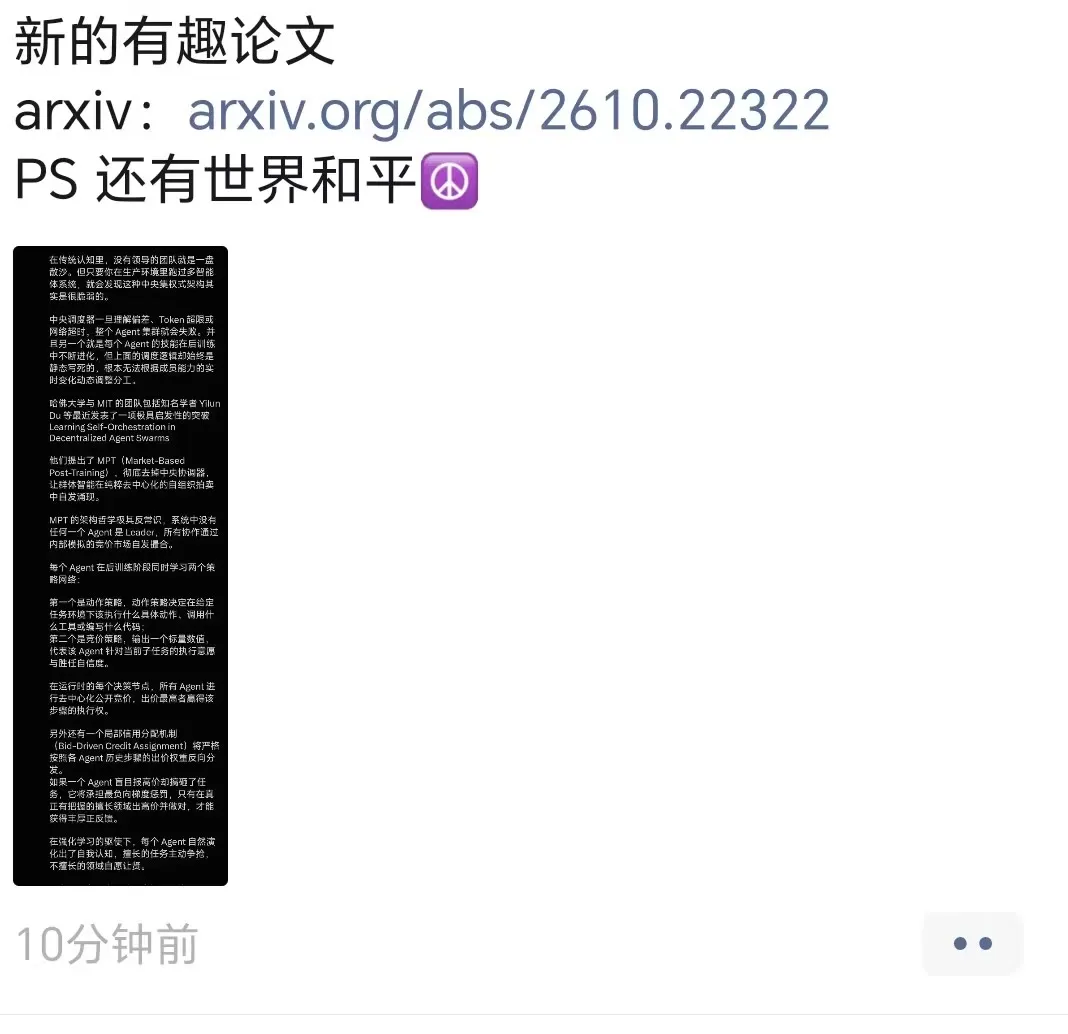 新的有趣论文
arxiv：arxiv.org/abs/2610.22322
PS 还有世界和平☮️
在传统认知里，没有领导的团队就是一盘
散沙。但只要你在生产环境里跑过多智能
体系统，就会发现这种中央集权式架构其
实是很脆弱的。
中央调度器一旦理解偏差、Token 超限或
网络超时，整个 Agent 集群就会失败。并
且另一个就是每个 Agent 的技能在后训练
中不断进化，但上面的调度逻辑却始终是
静态写死的，根本无法根据成员能力的实
时变化动态调整分工。
哈佛大学与 MIT 的团队包括知名学者 Yilun
Du 等最近发表了一项极具启发性的突破
Learning Self-Orchestration in
Decentralized Agent Swarms
他们提出了 MPT（Market-Based
Post-Training），彻底去掉中央协调器，
让群体智能在纯粹去中心化的自组织拍卖
中自发涌现。
MPT 的架构哲学极其反常识，系统中没有
任何一个 Agent 是 Leader，所有协作通过
内部模拟的竞价市场自发撮合。
每个 Agent 在后训练阶段同时学习两个策
略网络：
第一个是动作策略，动作策略决定在给定
任务环境下该执行什么具体动作、调用什
么工具或编写什么代码；
第二个是竞价策略，输出一个标量数值，
代表该 Agent 针对当前子任务的执行意愿
与胜任自信度。
在运行时的每个决策节点，所有 Agent 进
行去中心化公开竞价，出价最高者赢得该
步骤的执行权。
另外还有一个局部信用分配机制
（Bid-Driven Credit Assignment）将严格
按照各 Agent 历史步骤的出价权重反向分
发。
如果一个 Agent 盲目报高价却搞砸了任
务，它将承担最负向梯度惩罚，只有在真
正有把握的擅长领域出高价并做对，才能
获得丰厚正反馈。
在强化学习的驱使下，每个 Agent 自然演
化出了自我认知，擅长的任务主动争抢，
不擅长的领域自愿让贤。
10分钟前